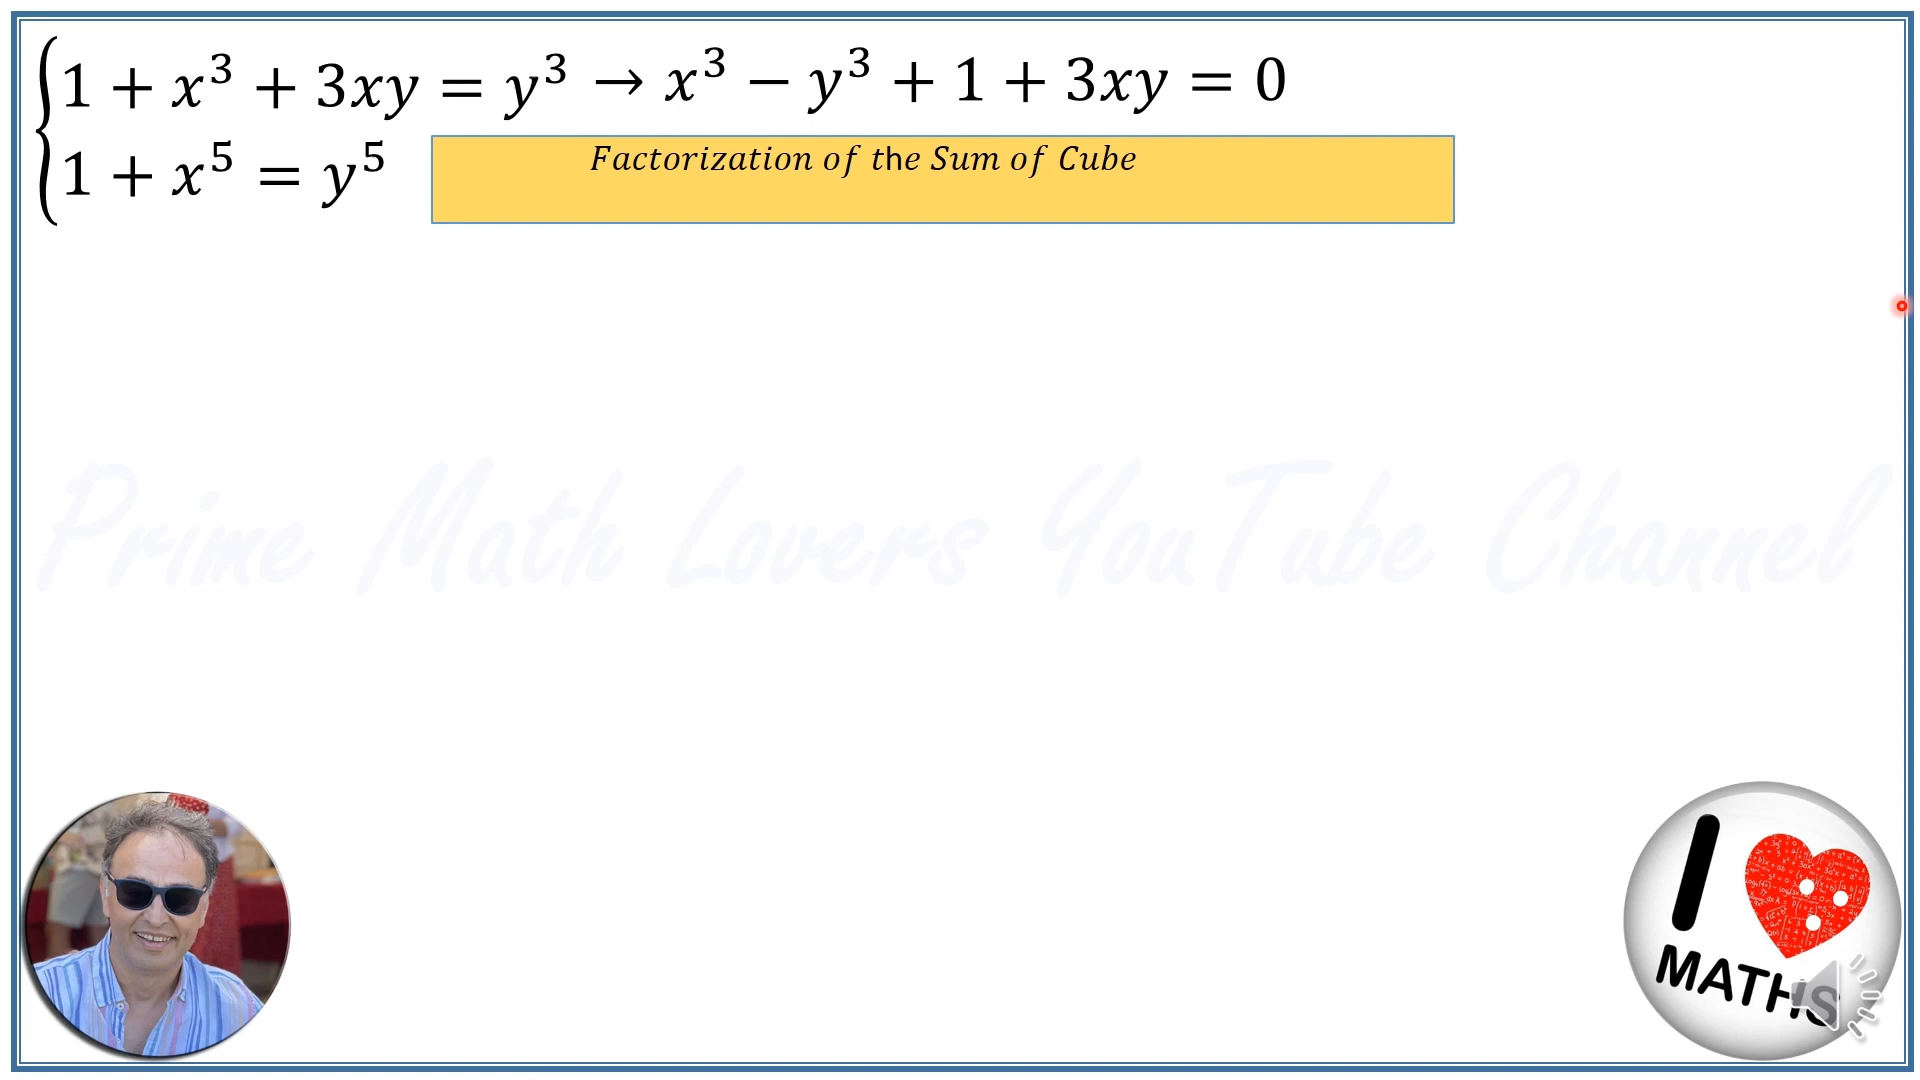 1 + x³ + 3xy = y³ → x³ − y³ + 1 + 3xy = 0
1 + x⁵ = y⁵
Factorization of the Sum of Cube
Prime Math Lovers YouTube Channel
I
MATHS